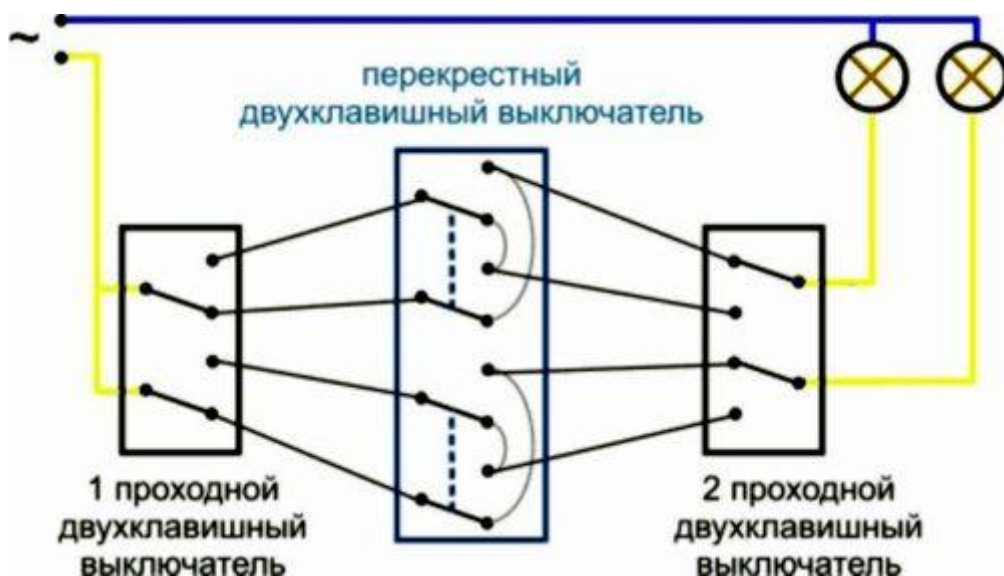 ~
перекрестный
двухклавишный выключатель
1 проходной
двухклавишный
выключатель
2 проходной
двухклавишный
выключатель